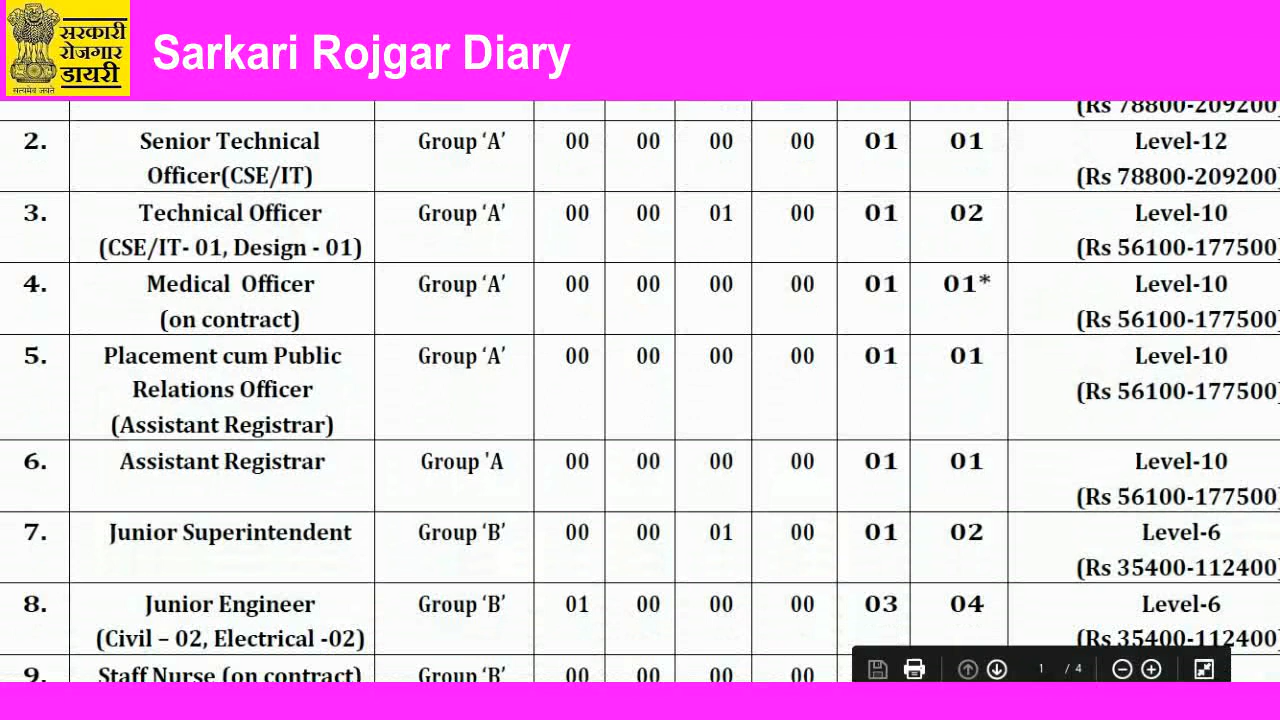 सरकारी
रोजगार
डायरी
सत्यमेव जयते
Sarkari Rojgar Diary
(Rs 78800-209200)
2. Senior Technical Group ‘A’ 00 00 00 00 01 01 Level-12
Officer(CSE/IT) (Rs 78800-209200)
3. Technical Officer Group ‘A’ 00 00 01 00 01 02 Level-10
(CSE/IT- 01, Design - 01) (Rs 56100-177500)
4. Medical Officer Group ‘A’ 00 00 00 00 01 01* Level-10
(on contract) (Rs 56100-177500)
5. Placement cum Public Group ‘A’ 00 00 00 00 01 01 Level-10
Relations Officer (Rs 56100-177500)
(Assistant Registrar)
6. Assistant Registrar Group 'A 00 00 00 00 01 01 Level-10
(Rs 56100-177500)
7. Junior Superintendent Group ‘B’ 00 00 01 00 01 02 Level-6
(Rs 35400-112400)
8. Junior Engineer Group ‘B’ 01 00 00 00 03 04 Level-6
(Civil – 02, Electrical -02) (Rs 35400-112400)
9. Staff Nurse (on contract) Group ‘B’ 00 00 00 00
1 / 4